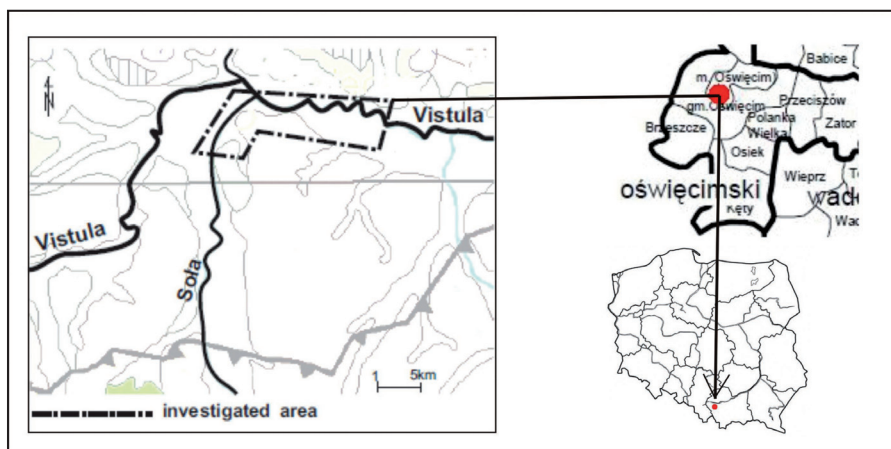 N
Vistula
Vistula
Soła
1 5km
investigated area
Babice
m. Oświęcim
gm.Oświęcim
Przeciszów
Brzeszcze
Polanka
Wielka
Zator
Osiek
Wieprz
oświęcimski
Kęty